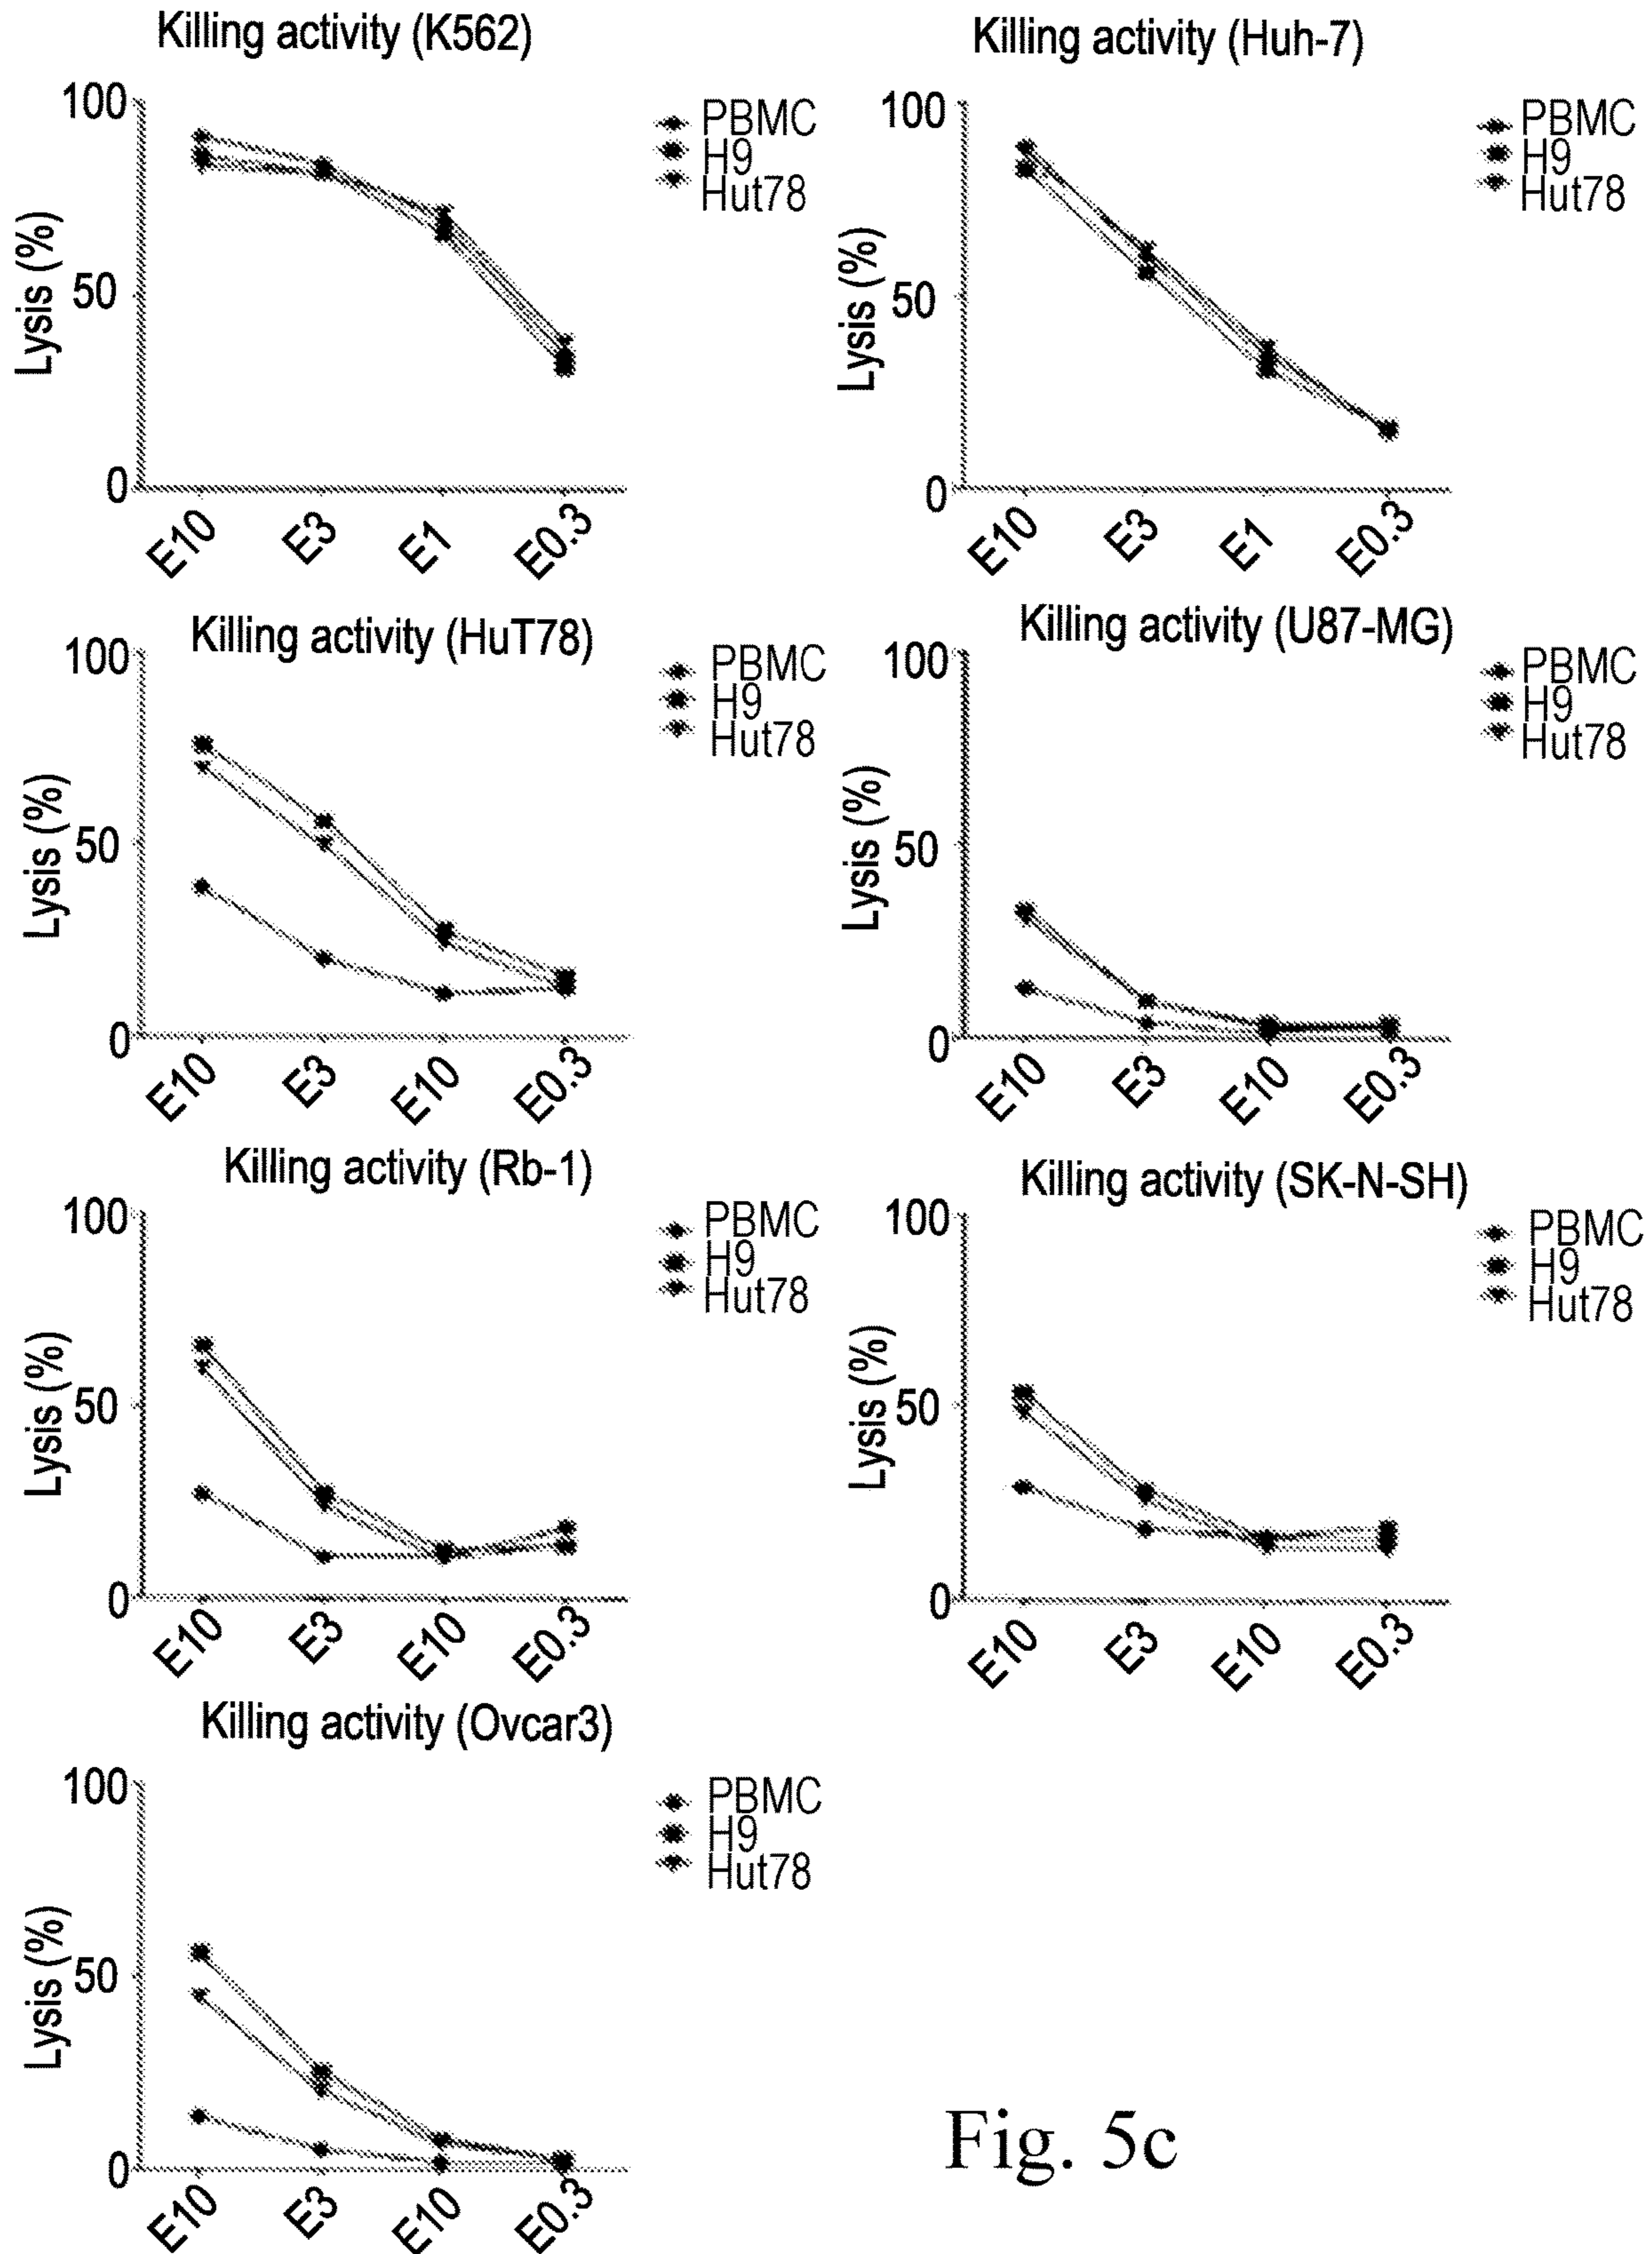 Killing activity (K562)
Lysis (%)
100
50
0
E10
E3
E1
E0.3
PBMC
H9
Hut78
Killing activity (Huh-7)
Lysis (%)
100
50
0
E10
E3
E1
E0.3
PBMC
H9
Hut78
Killing activity (HuT78)
Lysis (%)
100
50
0
E10
E3
E10
E0.3
PBMC
H9
Hut78
Killing activity (U87-MG)
Lysis (%)
100
50
0
E10
E3
E10
E0.3
PBMC
H9
Hut78
Killing activity (Rb-1)
Lysis (%)
100
50
0
E10
E3
E10
E0.3
PBMC
H9
Hut78
Killing activity (SK-N-SH)
Lysis (%)
100
50
0
E10
E3
E10
E0.3
PBMC
H9
Hut78
Killing activity (Ovcar3)
Lysis (%)
100
50
0
E10
E3
E10
E0.3
PBMC
H9
Hut78
Fig. 5c